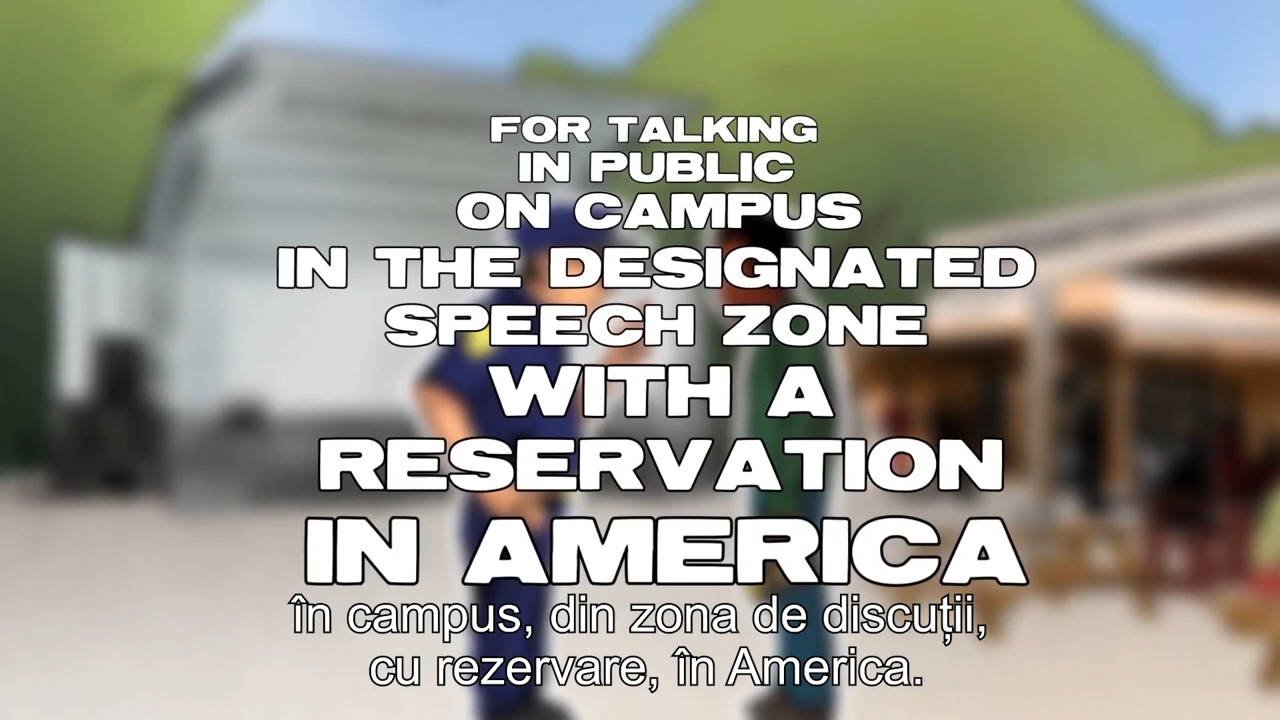 FOR TALKING
IN PUBLIC
ON CAMPUS
IN THE DESIGNATED
SPEECH ZONE
WITH A
RESERVATION
IN AMERICA
în campus, din zona de discuții,
cu rezervare, în America.